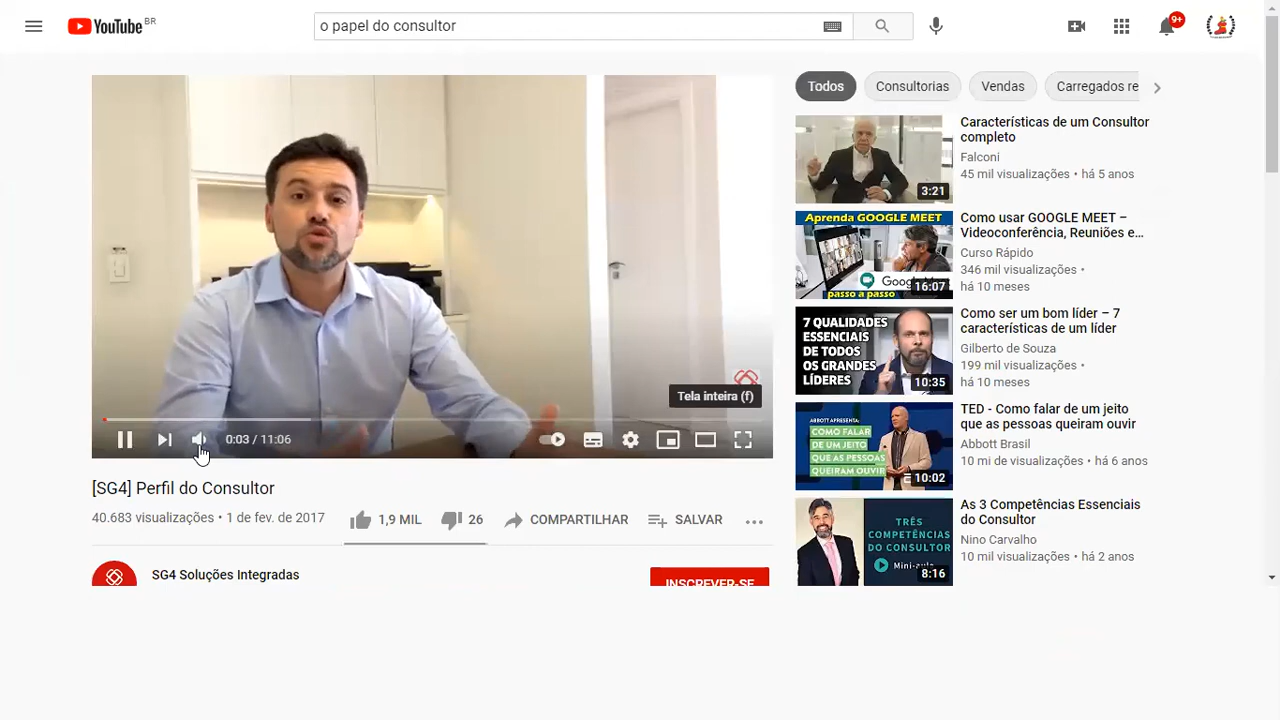 YouTube BR
o papel do consultor
9+
Tela inteira (f)
0:03 / 11:06
[SG4] Perfil do Consultor
40.683 visualizações • 1 de fev. de 2017
1,9 MIL
26
COMPARTILHAR
SALVAR
SG4 Soluções Integradas
INSCREVER-SE
Todos
Consultorias
Vendas
Carregados re
3:21
Características de um Consultor
completo
Falconi
45 mil visualizações • há 5 anos
Aprenda GOOGLE MEET
passo a passo
16:07
Como usar GOOGLE MEET –
Videoconferência, Reuniões e...
Curso Rápido
346 mil visualizações •
há 10 meses
7 QUALIDADES
ESSENCIAIS
DE TODOS
OS GRANDES
LÍDERES
10:35
Como ser um bom líder – 7
características de um líder
Gilberto de Souza
199 mil visualizações •
há 10 meses
ABBOTT APRESENTA:
COMO FALAR
DE UM JEITO
QUE AS PESSOAS
QUEIRAM OUVIR
10:02
TED - Como falar de um jeito
que as pessoas queiram ouvir
Abbott Brasil
10 mi de visualizações • há 6 anos
TRÊS
COMPETÊNCIAS
DO CONSULTOR
Mini-aula
8:16
As 3 Competências Essenciais
do Consultor
Nino Carvalho
10 mil visualizações • há 2 anos